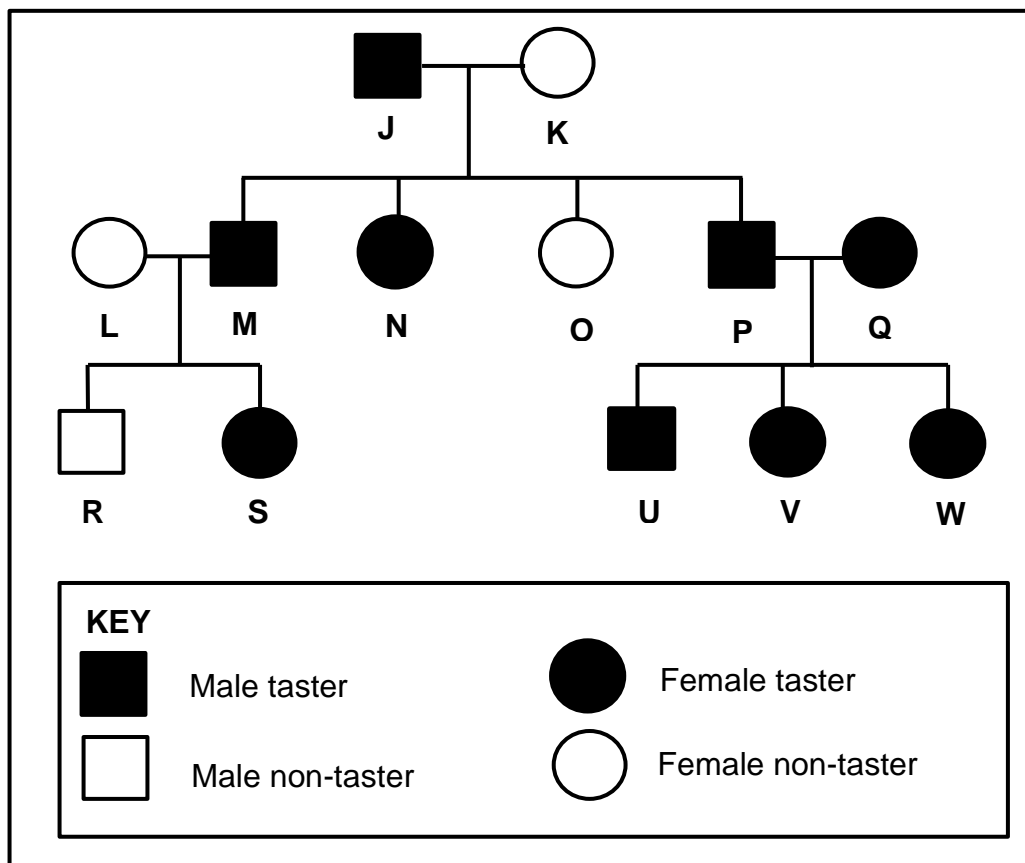 J K
L M N O P Q
R S U V W
KEY
Male taster Female taster
Male non-taster Female non-taster